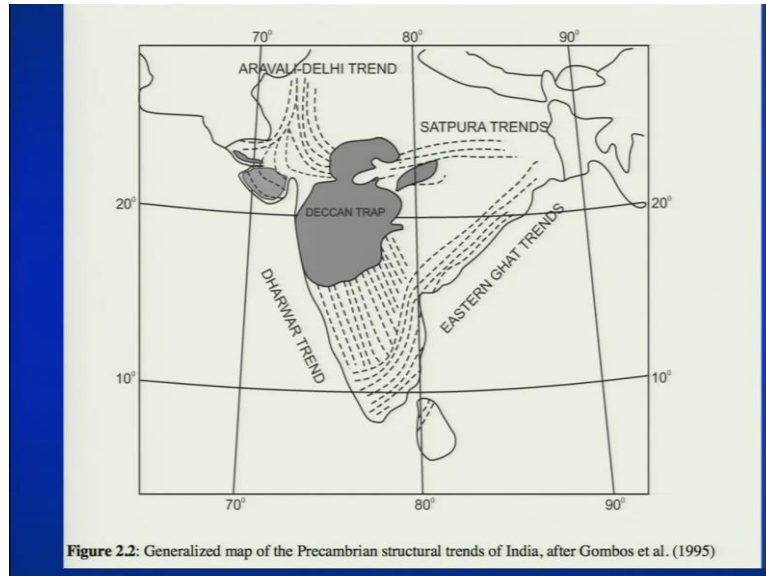 70° 80° 90°
ARAVALI-DELHI TREND
SATPURA TRENDS
20° DECCAN TRAP 20°
EASTERN GHAT TRENDS
DHARWAR TREND
10° 10°
70° 80° 90°
Figure 2.2: Generalized map of the Precambrian structural trends of India, after Gombos et al. (1995)